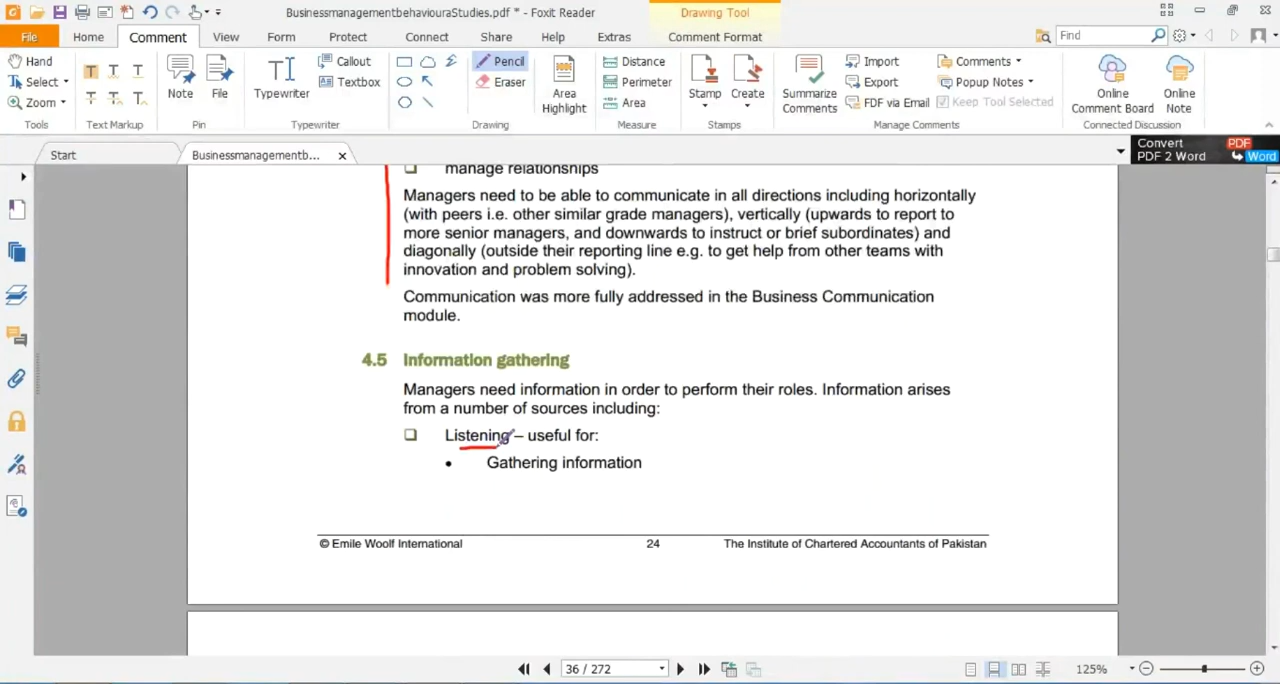 BusinessmanagementbehaviouraStudies.pdf * - Foxit Reader
Drawing Tool
File Home Comment View Form Protect Connect Share Help Extras Comment Format
Find
Hand
Select
Zoom
Tools
Text Markup
Note
File
Pin
Typewriter
Callout
Textbox
Typewriter
Pencil
Eraser
Drawing
Area
Highlight
Distance
Perimeter
Area
Measure
Stamp
Create
Stamps
Summarize
Comments
Import
Export
FDF via Email
Comments
Popup Notes
Keep Tool Selected
Manage Comments
Online
Comment Board
Online
Note
Connected Discussion
Start
Businessmanagementb...
Convert
PDF 2 Word
PDF
Word
manage relationships
Managers need to be able to communicate in all directions including horizontally
(with peers i.e. other similar grade managers), vertically (upwards to report to
more senior managers, and downwards to instruct or brief subordinates) and
diagonally (outside their reporting line e.g. to get help from other teams with
innovation and problem solving).
Communication was more fully addressed in the Business Communication
module.
4.5 Information gathering
Managers need information in order to perform their roles. Information arises
from a number of sources including:
Listening – useful for:
• Gathering information
© Emile Woolf International 24 The Institute of Chartered Accountants of Pakistan
36 / 272
125%